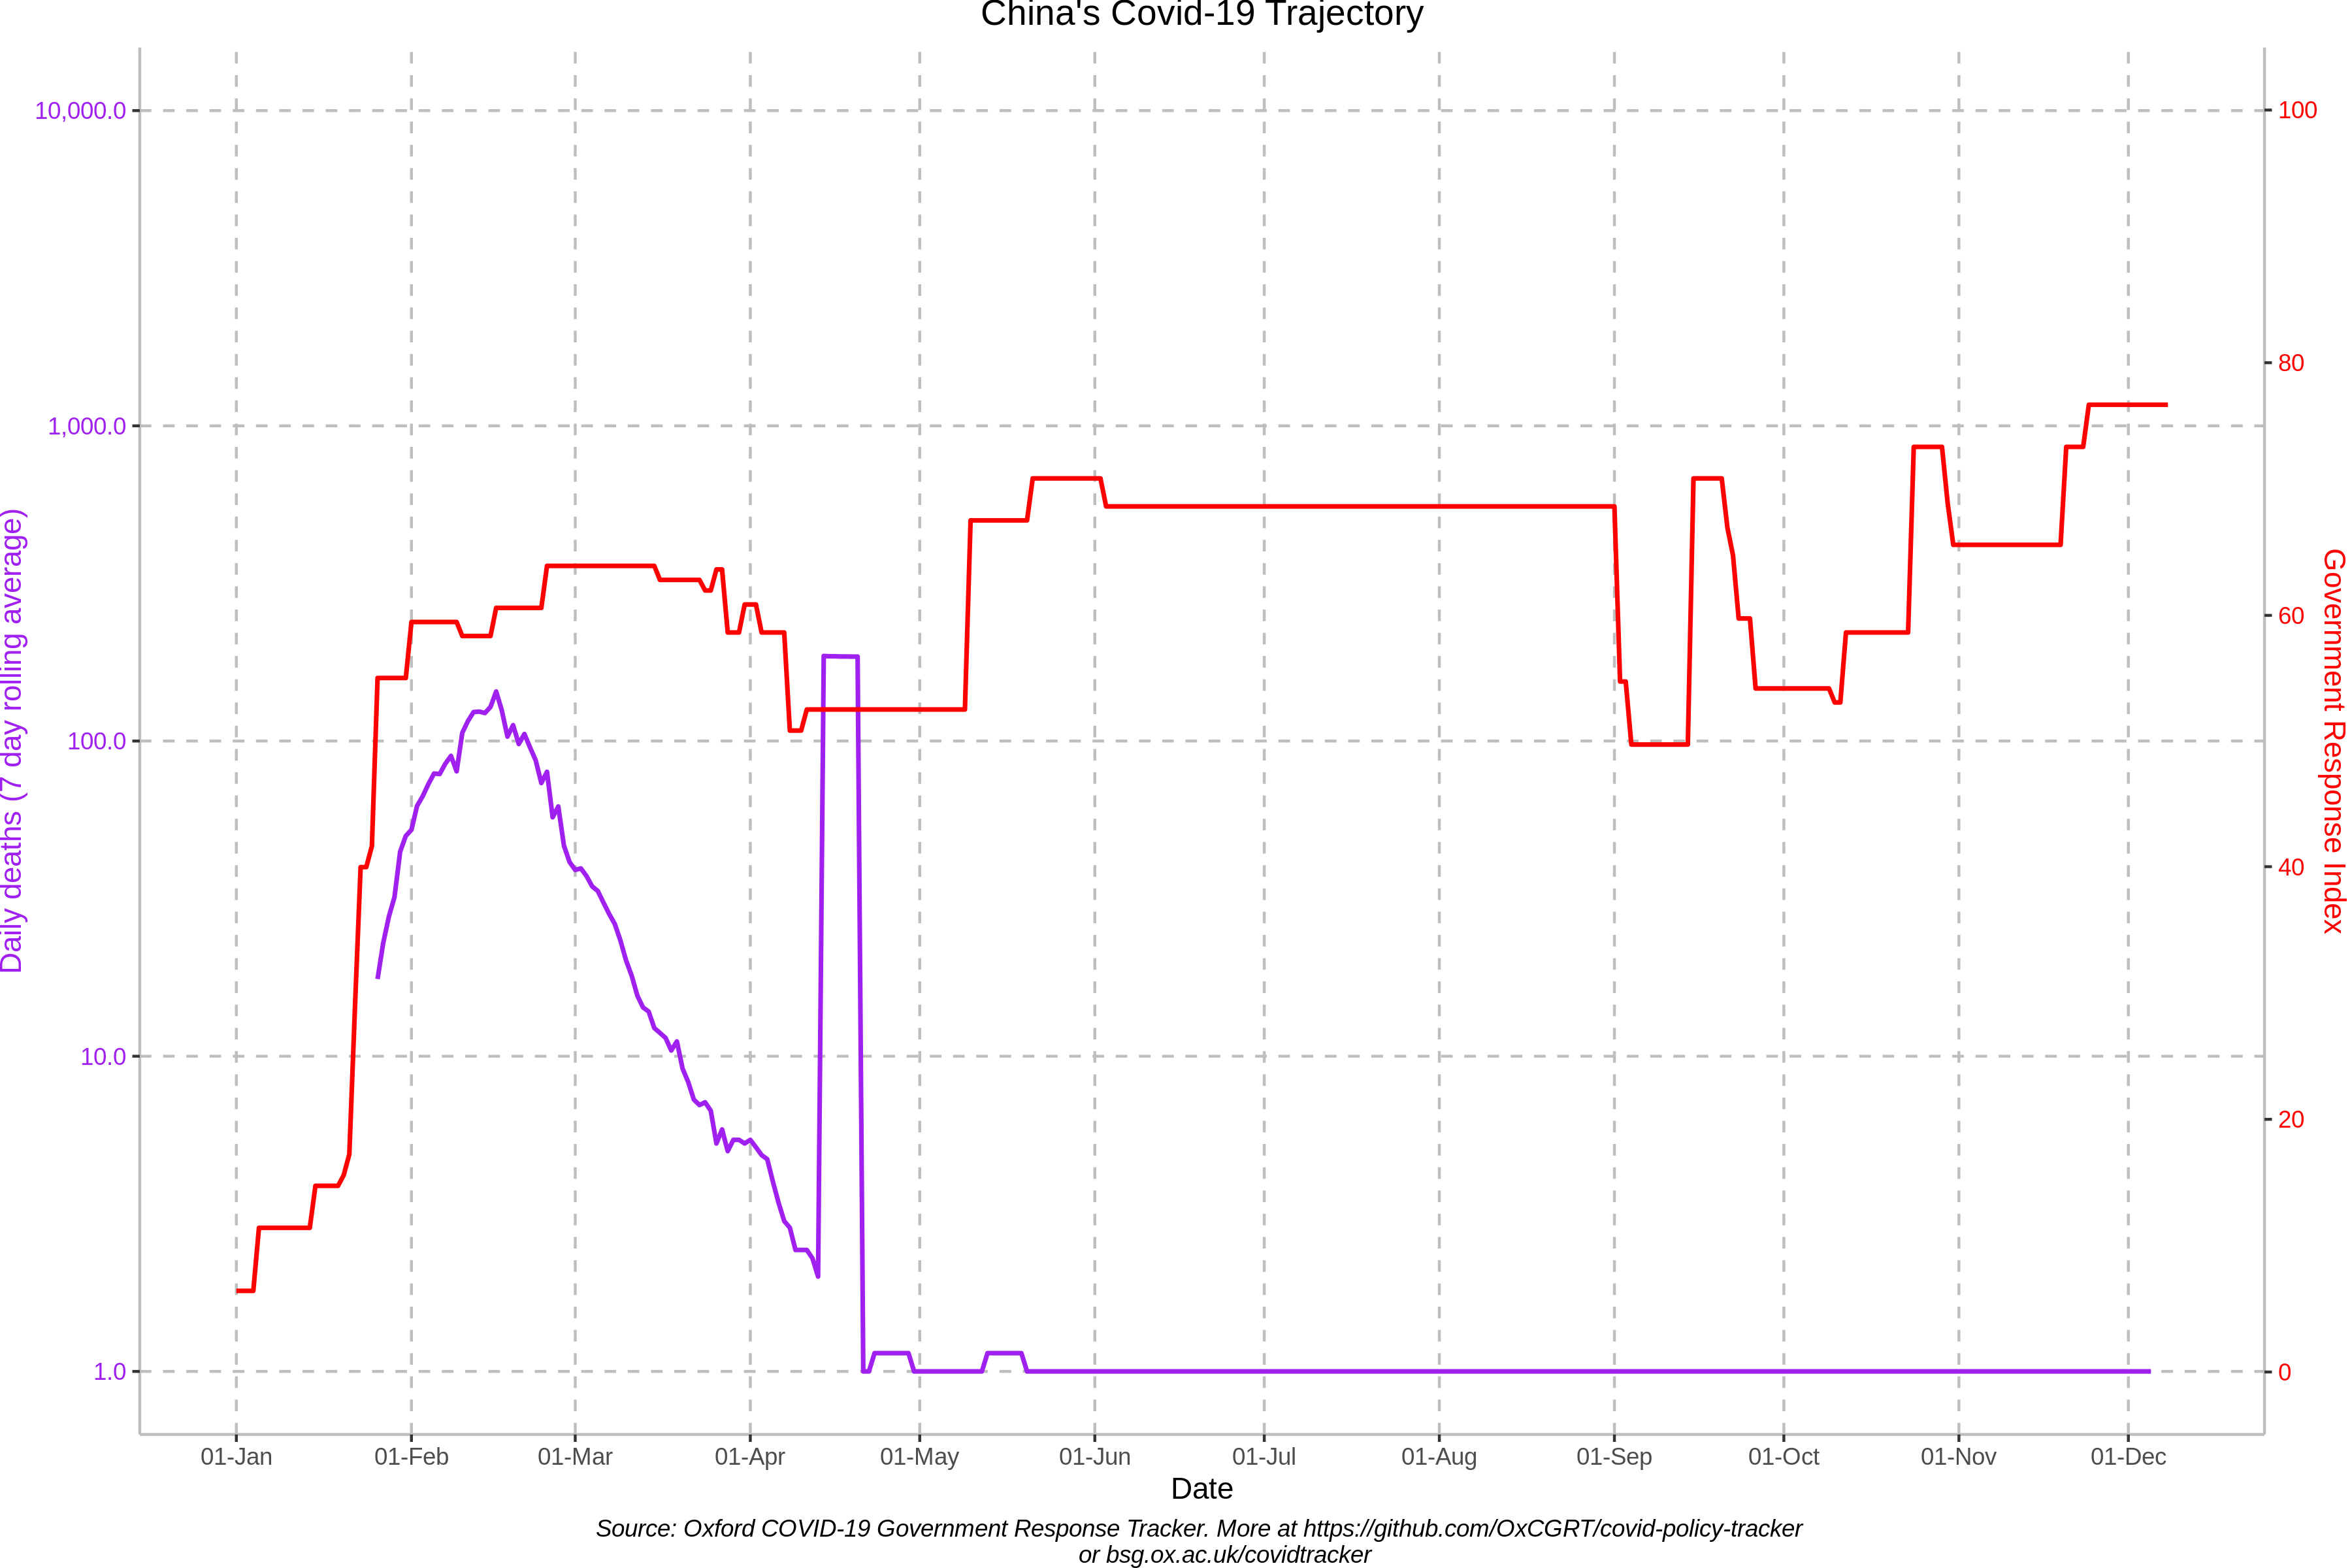 China's Covid-19 Trajectory
10,000.0
1,000.0
100.0
10.0
1.0
Daily deaths (7 day rolling average)
100
80
60
40
20
0
Government Response Index
01-Jan 01-Feb 01-Mar 01-Apr 01-May 01-Jun 01-Jul 01-Aug 01-Sep 01-Oct 01-Nov 01-Dec
Date
Source: Oxford COVID-19 Government Response Tracker. More at https://github.com/OxCGRT/covid-policy-tracker
or bsg.ox.ac.uk/covidtracker